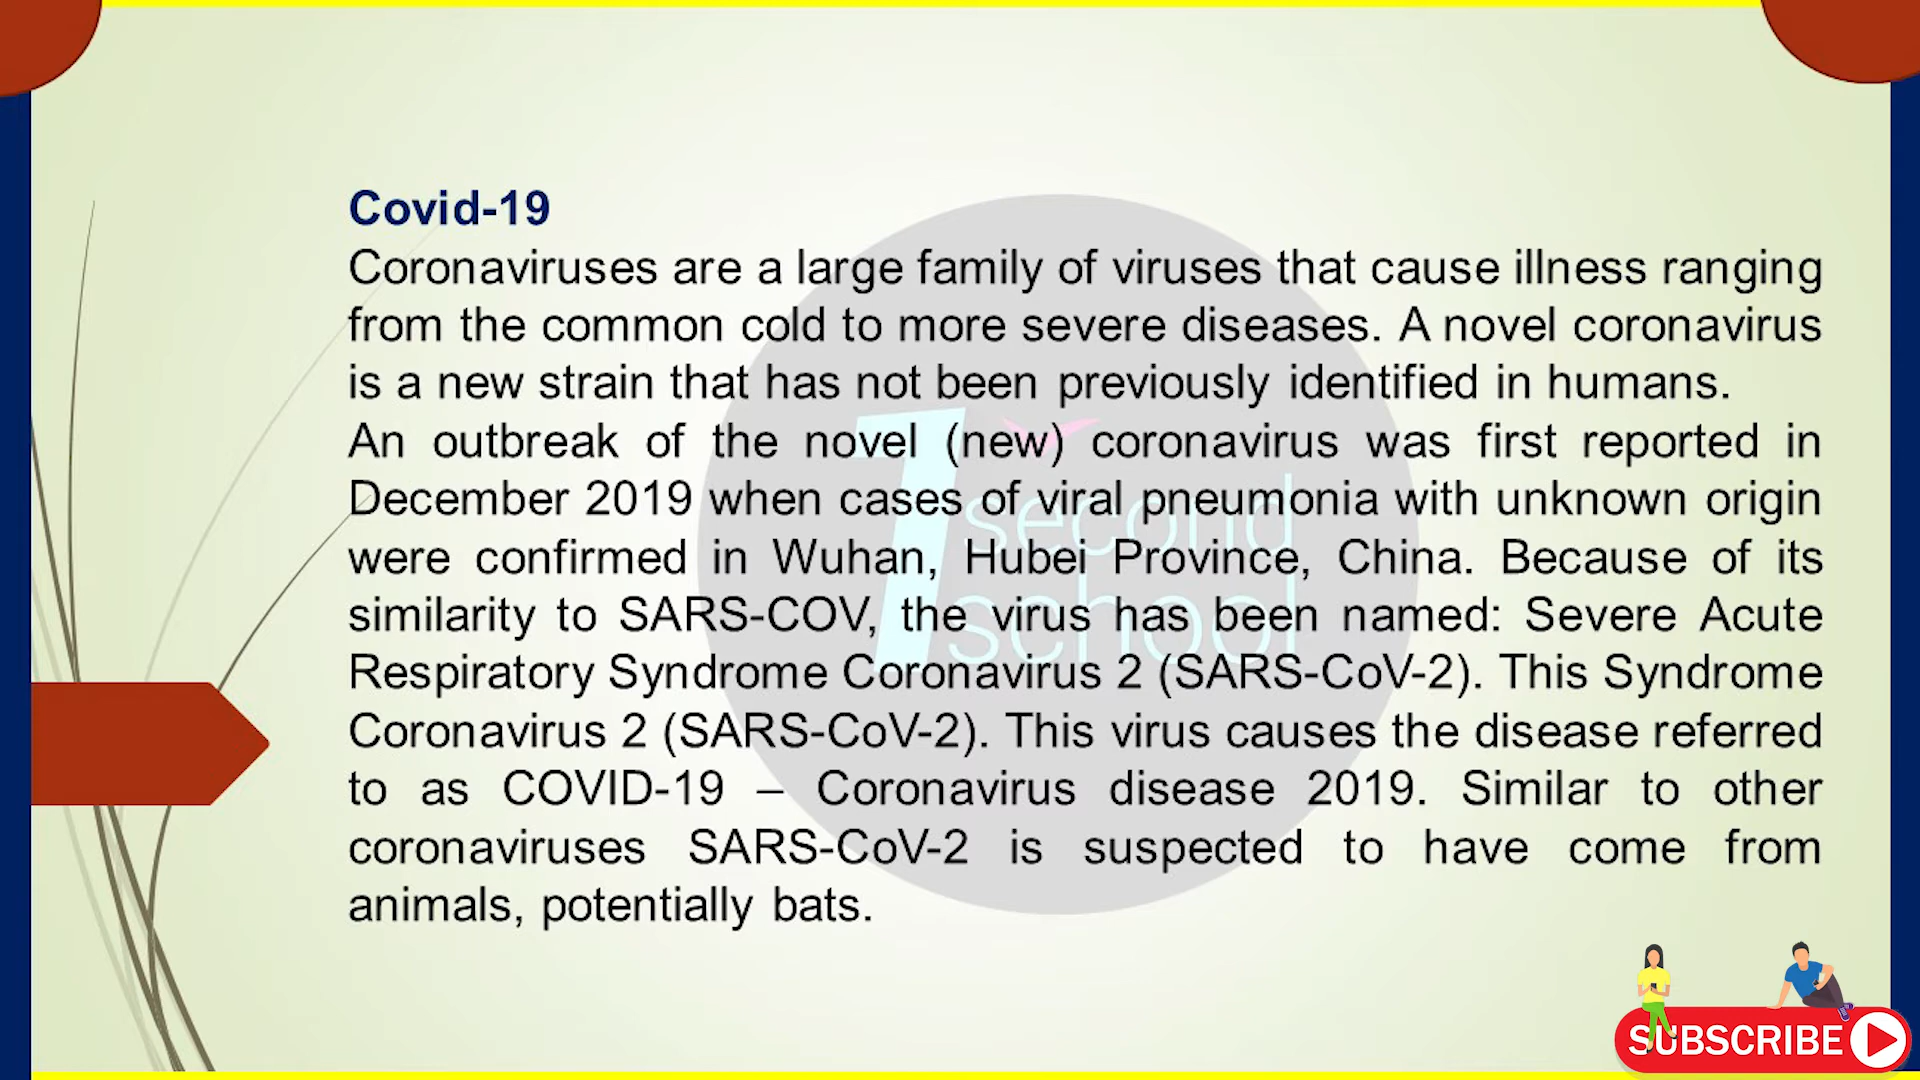 Covid-19
Coronaviruses are a large family of viruses that cause illness ranging
from the common cold to more severe diseases. A novel coronavirus
is a new strain that has not been previously identified in humans.
An outbreak of the novel (new) coronavirus was first reported in
December 2019 when cases of viral pneumonia with unknown origin
were confirmed in Wuhan, Hubei Province, China. Because of its
similarity to SARS-COV, the virus has been named: Severe Acute
Respiratory Syndrome Coronavirus 2 (SARS-CoV-2). This Syndrome
Coronavirus 2 (SARS-CoV-2). This virus causes the disease referred
to as COVID-19 – Coronavirus disease 2019. Similar to other
coronaviruses SARS-CoV-2 is suspected to have come from
animals, potentially bats.
1 second
school
SUBSCRIBE